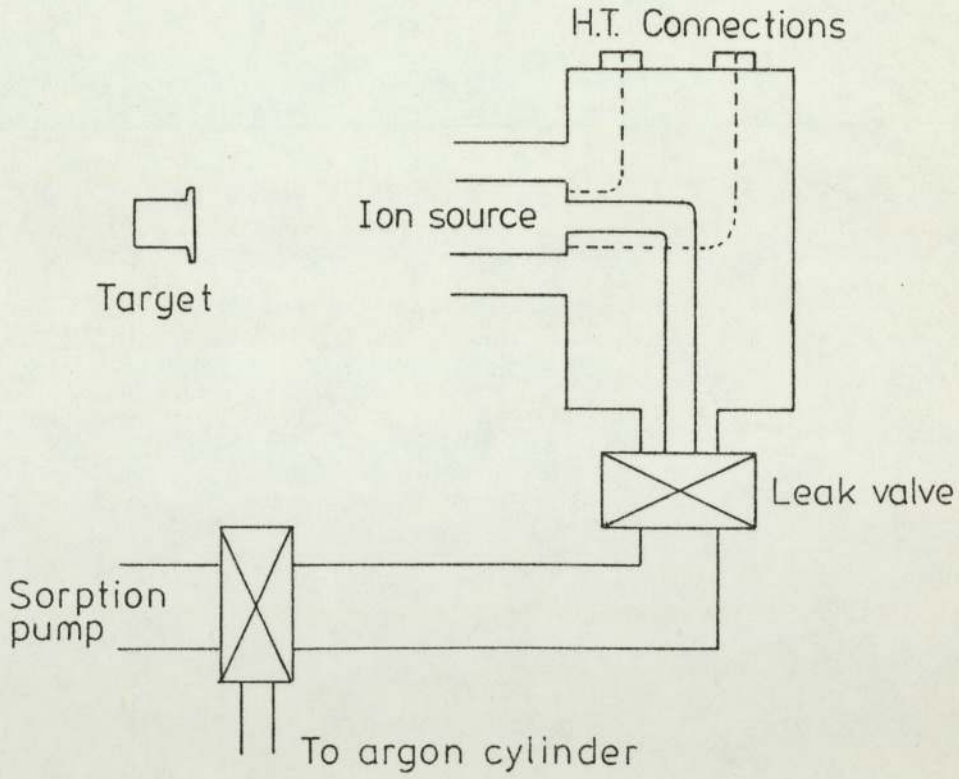 H.T. Connections
Ion source
Target
Leak valve
Sorption
pump
To argon cylinder